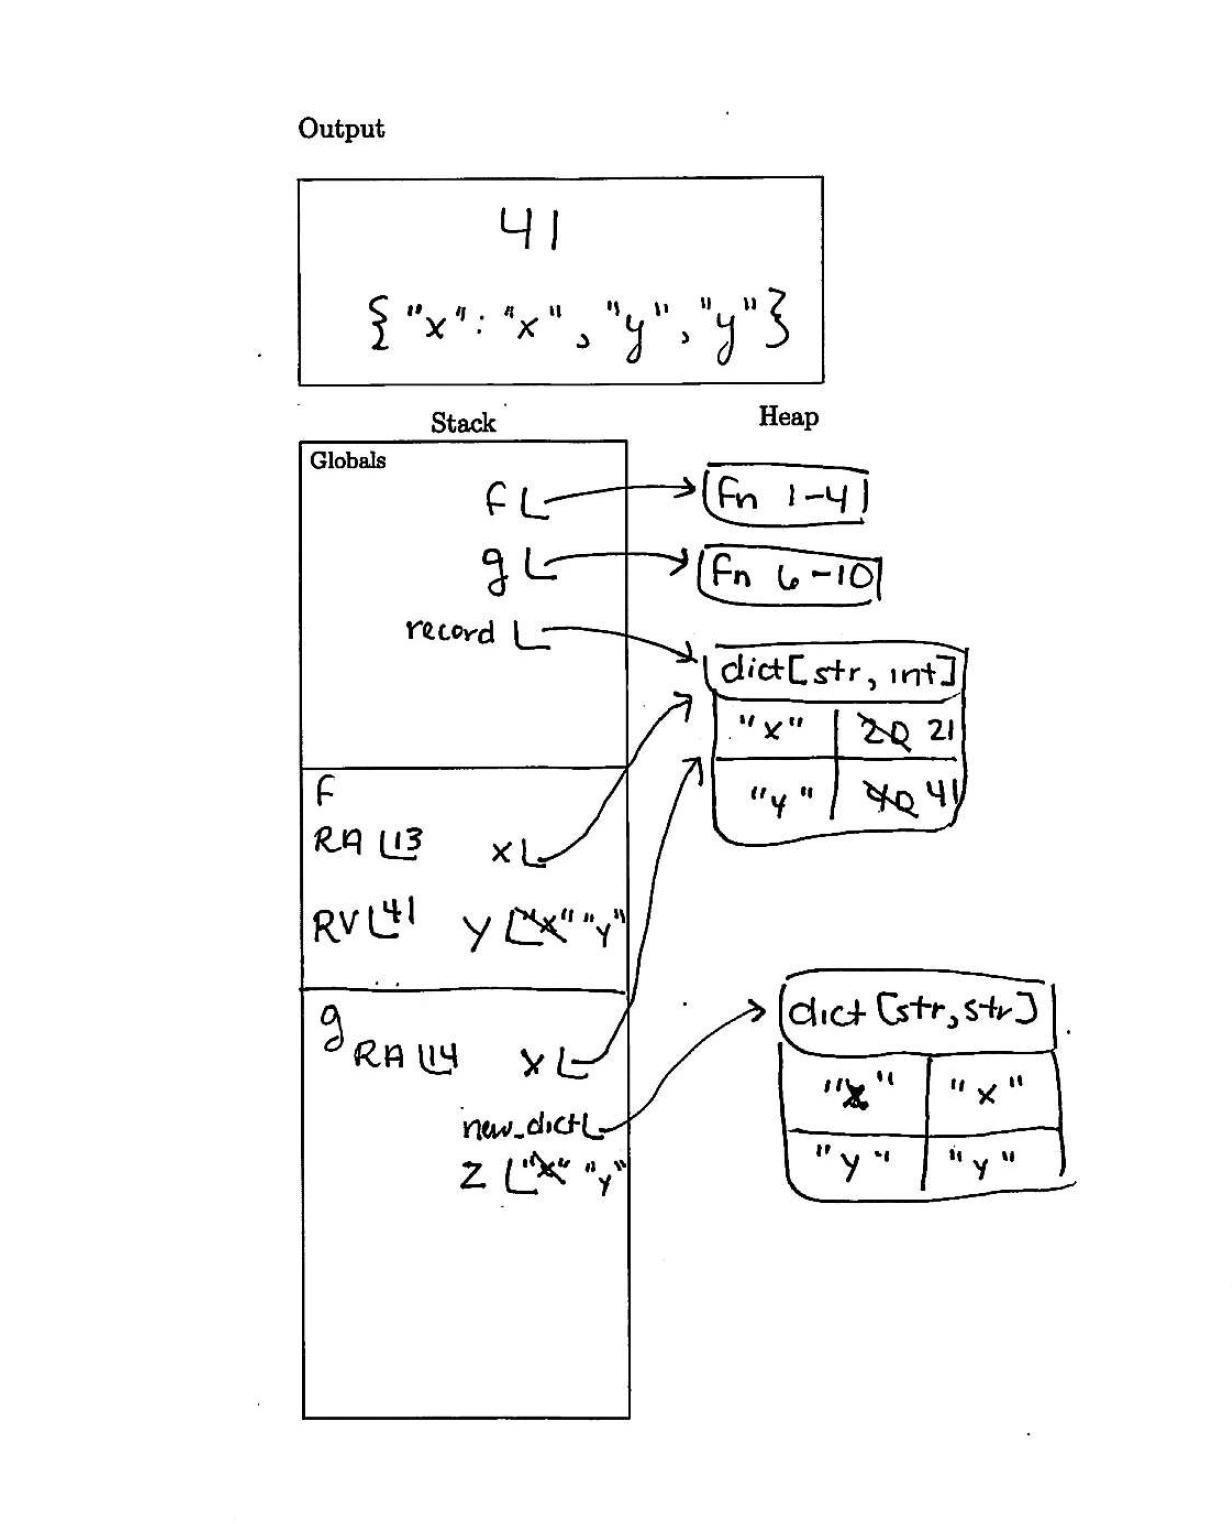 Output
41
{"x": "x", "y", "y"}
Stack Heap
Globals
f fn 1-4
g fn 6-10
record dict[str, int]
"x" 20 21
"y" 40 41
f
RA 13 x
RV 41 y "x" "y"
g
RA 14 x
new_dict dict[str, str]
"x" "x"
z "x" "y" "y" "y"